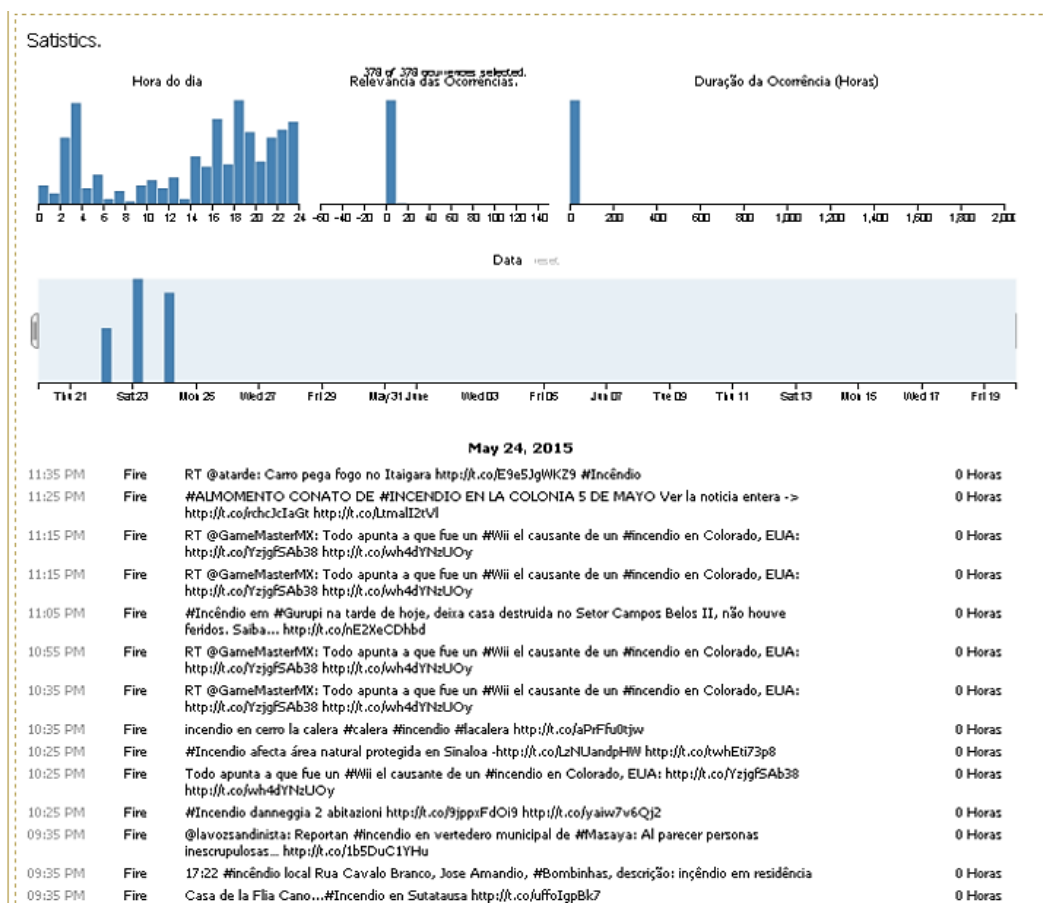 Satistics.
378 of 378 ocurrences selected.
Hora do dia
Relevância das Ocorrências.
Duração da Ocorrência (Horas)
0 2 4 6 8 10 12 14 16 18 20 22 24
-60 -40 -20 0 20 40 60 80 100 120 140
0 200 400 600 800 1,000 1,200 1,400 1,600 1,800 2,00
Data reset
Thu 21 Sat 23 Mon 25 Wed 27 Fri 29 May 31 June Wed 03 Fri 05 Jun 07 Tue 09 Thu 11 Sat 13 Mon 15 Wed 17 Fri 19
May 24, 2015
11:35 PM Fire RT @atarde: Carro pega fogo no Itaigara http://t.co/E9e5JgWKZ9 #Incêndio 0 Horas
11:25 PM Fire #ALMOMENTO CONATO DE #INCENDIO EN LA COLONIA 5 DE MAYO Ver la noticia entera -> 0 Horas
http://t.co/rchcJcIaGt http://t.co/LtmalI2tVl
11:15 PM Fire RT @GameMasterMX: Todo apunta a que fue un #Wii el causante de un #incendio en Colorado, EUA: 0 Horas
http://t.co/YzjgfSAb38 http://t.co/wh4dYNzUOy
11:15 PM Fire RT @GameMasterMX: Todo apunta a que fue un #Wii el causante de un #incendio en Colorado, EUA: 0 Horas
http://t.co/YzjgfSAb38 http://t.co/wh4dYNzUOy
11:05 PM Fire #Incêndio em #Gurupi na tarde de hoje, deixa casa destruida no Setor Campos Belos II, não houve 0 Horas
feridos. Saiba... http://t.co/nE2XeCDhbd
10:55 PM Fire RT @GameMasterMX: Todo apunta a que fue un #Wii el causante de un #incendio en Colorado, EUA: 0 Horas
http://t.co/YzjgfSAb38 http://t.co/wh4dYNzUOy
10:35 PM Fire RT @GameMasterMX: Todo apunta a que fue un #Wii el causante de un #incendio en Colorado, EUA: 0 Horas
http://t.co/YzjgfSAb38 http://t.co/wh4dYNzUOy
10:35 PM Fire incendio en cerro la calera #calera #incendio #lacalera http://t.co/aPrFfu0tjw 0 Horas
10:25 PM Fire #Incendio afecta área natural protegida en Sinaloa -http://t.co/LzNUandpHW http://t.co/twhEti73p8 0 Horas
10:25 PM Fire Todo apunta a que fue un #Wii el causante de un #incendio en Colorado, EUA: http://t.co/YzjgfSAb38 0 Horas
http://t.co/wh4dYNzUOy
10:25 PM Fire #Incendio danneggia 2 abitazioni http://t.co/9jppxFdOi9 http://t.co/yaiw7v6Qj2 0 Horas
09:35 PM Fire @lavozsandinista: Reportan #incendio en vertedero municipal de #Masaya: Al parecer personas 0 Horas
inescrupulosas... http://t.co/1b5DuC1YHu
09:35 PM Fire 17:22 #incêndio local Rua Cavalo Branco, Jose Amandio, #Bombinhas, descrição: inçêndio em residência 0 Horas
09:35 PM Fire Casa de la Flia Cano...#Incendio en Sutatausa http://t.co/uffoIgpBk7 0 Horas